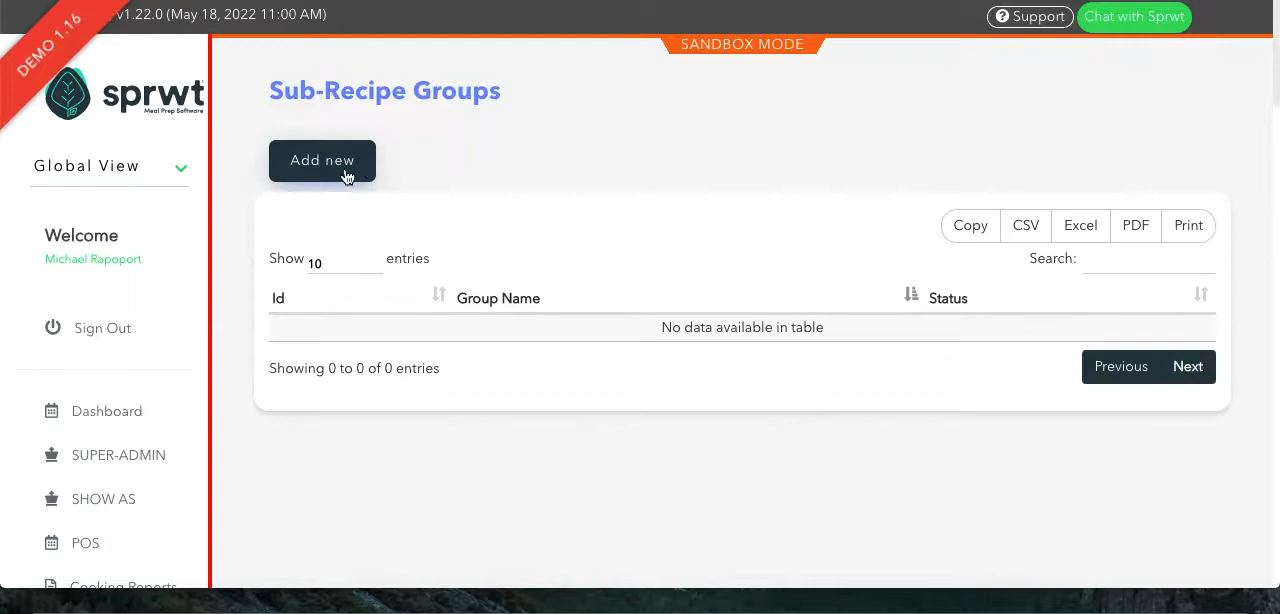 v1.22.0 (May 18, 2022 11:00 AM)
Support
Chat with Sprwt
DEMO 1.16
SANDBOX MODE
sprwt
Meal Prep Software
Sub-Recipe Groups
Global View
Add new
Welcome
Michael Rapoport
Copy
CSV
Excel
PDF
Print
Show 10 entries
Search:
Id
Group Name
Status
No data available in table
Showing 0 to 0 of 0 entries
Previous
Next
Sign Out
Dashboard
SUPER-ADMIN
SHOW AS
POS
Cooking Reports